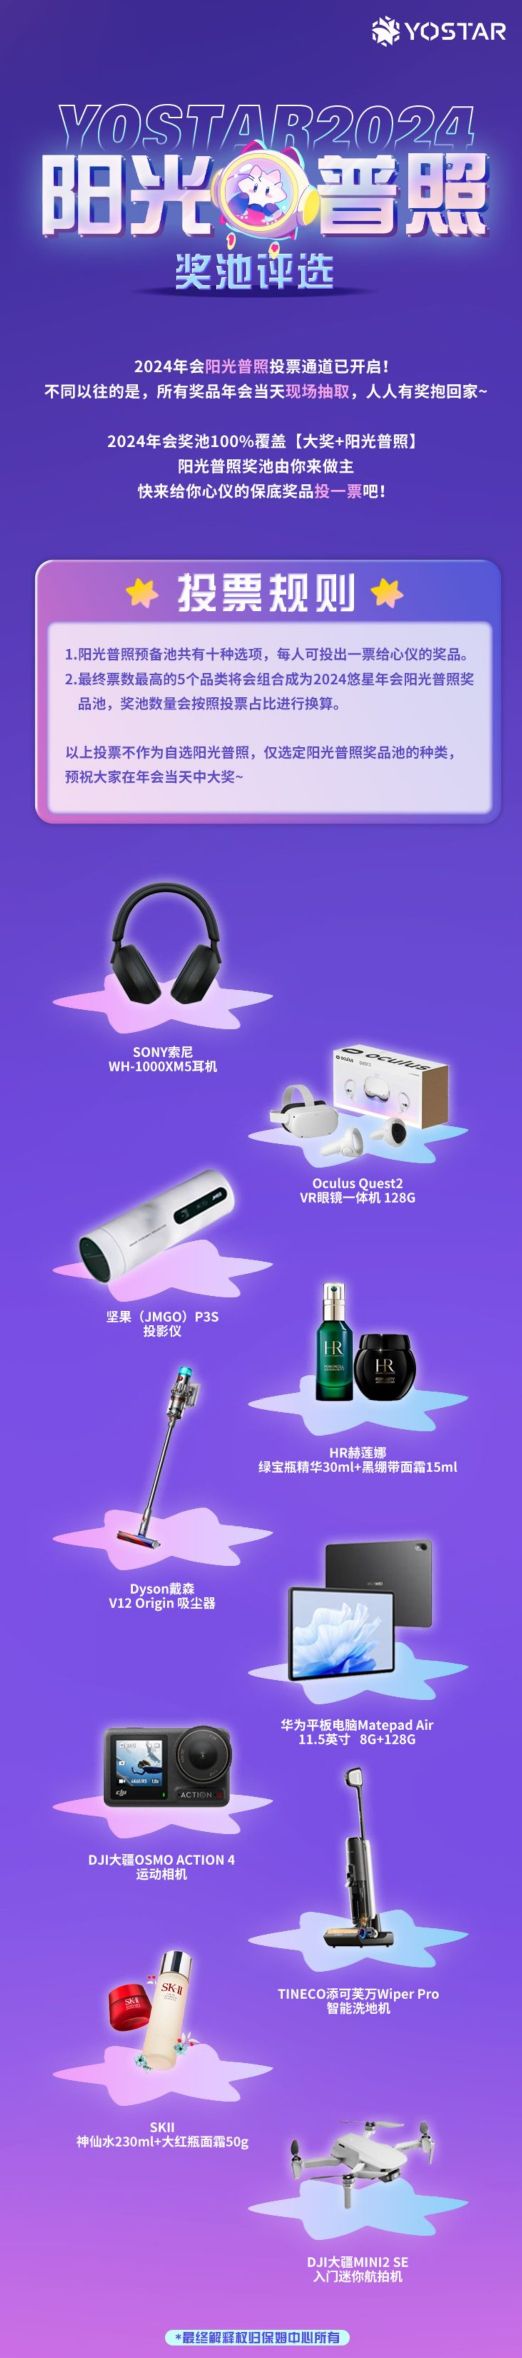 YOSTAR
YOSTAR2024
阳光普照
奖池评选
2024年会阳光普照投票通道已开启！
不同以往的是，所有奖品年会当天现场抽取，人人有奖抱回家~
2024年会奖池100%覆盖【大奖+阳光普照】
阳光普照奖池由你来做主
快来给你心仪的保底奖品投一票吧！
投票规则
1.阳光普照预备池共有十种选项，每人可投出一票给心仪的奖品。
2.最终票数最高的5个品类将会组合成为2024悠星年会阳光普照奖
品池，奖池数量会按照投票占比进行换算。
以上投票不作为自选阳光普照，仅选定阳光普照奖品池的种类，
预祝大家在年会当天中大奖~
SONY索尼
WH-1000XM5耳机
oculus
Oculus Quest2
VR眼镜一体机 128G
JMGO
坚果（JMGO）P3S
投影仪
HR
HR
HR赫莲娜
绿宝瓶精华30ml+黑绷带面霜15ml
Dyson戴森
V12 Origin 吸尘器
华为平板电脑Matepad Air
11.5英寸 8G+128G
ACTION
DJI大疆OSMO ACTION 4
运动相机
TINECO添可芙万Wiper Pro
智能洗地机
SK-II
SK-II
SKII
神仙水230ml+大红瓶面霜50g
DJI大疆MINI2 SE
入门迷你航拍机
*最终解释权归保姆中心所有